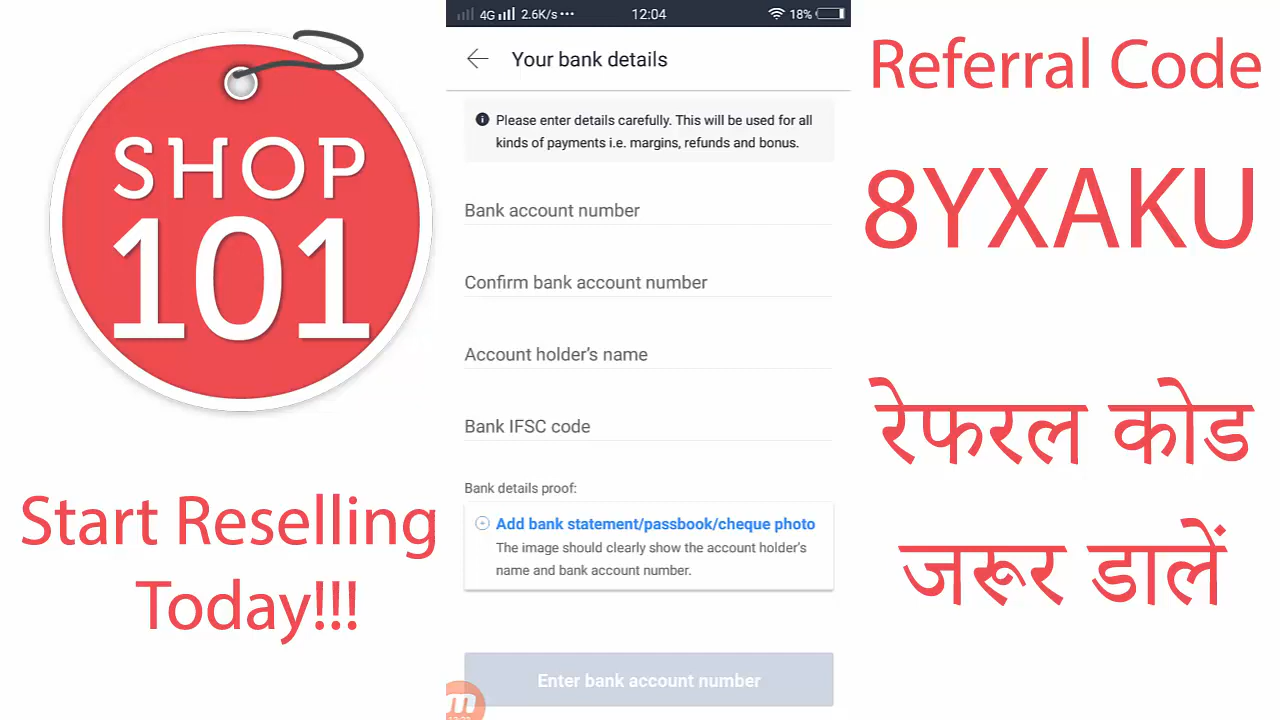 SHOP
101
Start Reselling
Today!!!
4G 2.6K/s ••• 12:04 18%
Your bank details
Please enter details carefully. This will be used for all
kinds of payments i.e. margins, refunds and bonus.
Bank account number
Confirm bank account number
Account holder's name
Bank IFSC code
Bank details proof:
Add bank statement/passbook/cheque photo
The image should clearly show the account holder's
name and bank account number.
Enter bank account number
Referral Code
8YXAKU
रेफरल कोड
जरूर डालें